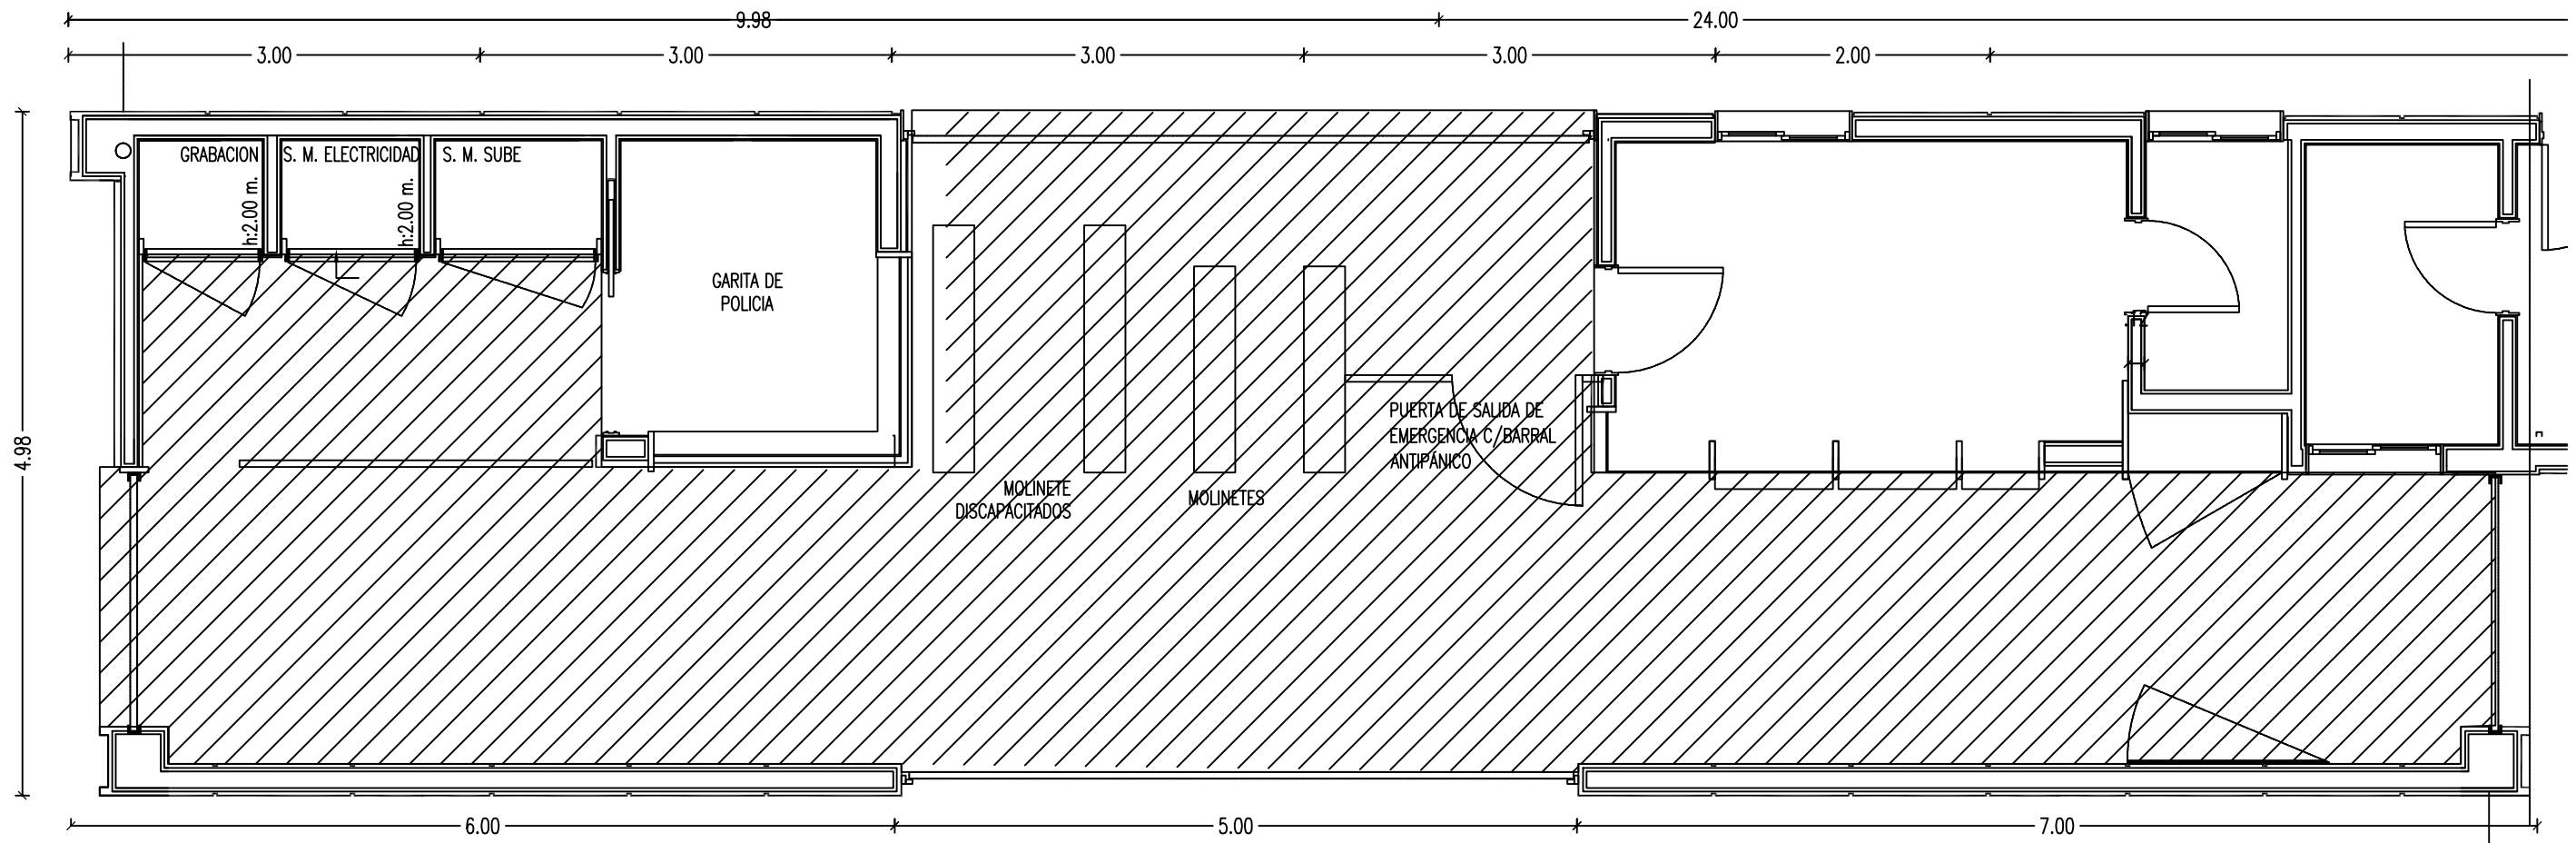 9.98
24.00
3.00
3.00
3.00
3.00
2.00
GRABACION
S. M. ELECTRICIDAD
S. M. SUBE
h:2.00 m.
h:2.00 m.
GARITA DE
POLICIA
PUERTA DE SALIDA DE
EMERGENCIA C/BARRAL
ANTIPÁNICO
MOLINETE
DISCAPACITADOS
MOLINETES
4.98
6.00
5.00
7.00